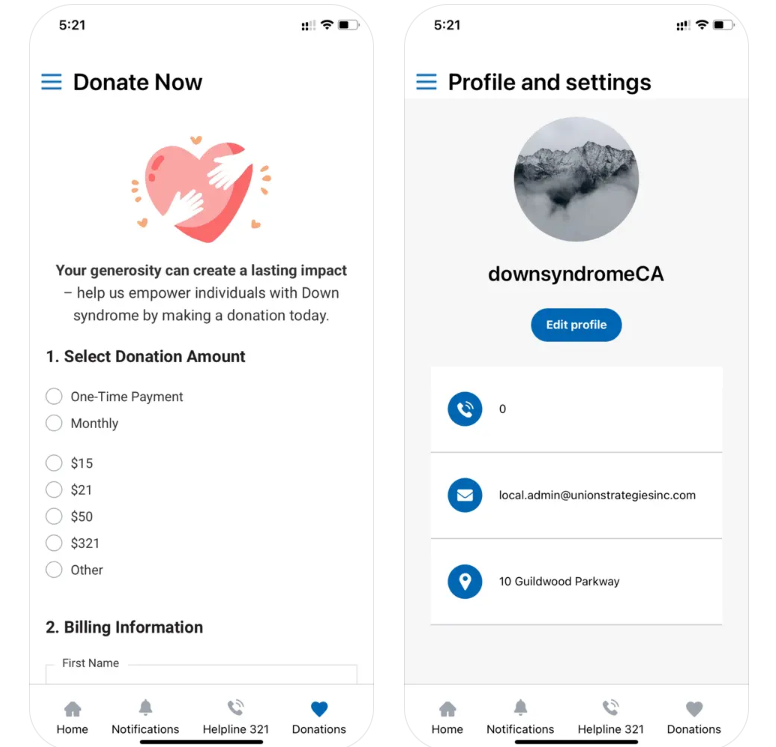 5:21
Donate Now
Your generosity can create a lasting impact
– help us empower individuals with Down
syndrome by making a donation today.
1. Select Donation Amount
One-Time Payment
Monthly
$15
$21
$50
$321
Other
2. Billing Information
First Name
Home
Notifications
Helpline 321
Donations
5:21
Profile and settings
downsyndromeCA
Edit profile
0
local.admin@unionstrategiesinc.com
10 Guildwood Parkway
Home
Notifications
Helpline 321
Donations